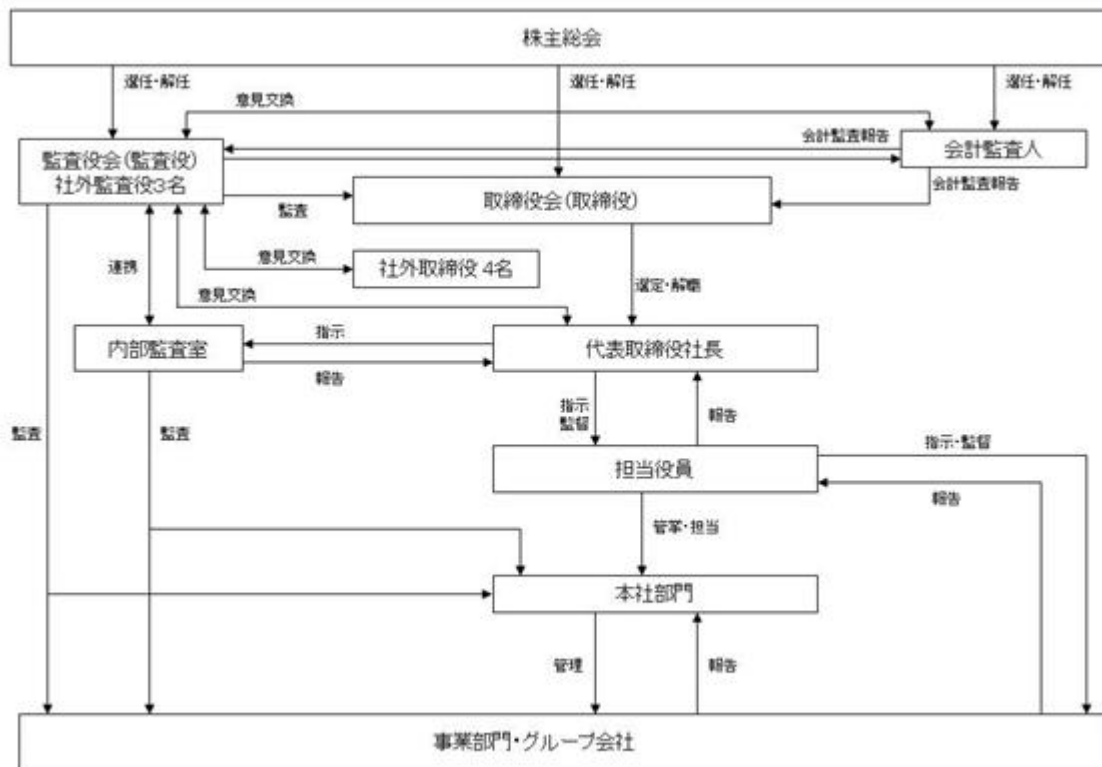 株主総会
選任・解任
選任・解任
選任・解任
意見交換
会計監査報告
監査役会(監査役)
社外監査役3名
会計監査人
会計監査報告
監査
取締役会(取締役)
連携
意見交換
社外取締役 4名
意見交換
選定・解職
内部監査室
指示
報告
代表取締役社長
監査
監査
指示
監督
報告
担当役員
指示・監督
報告
管掌・担当
本社部門
管理
報告
事業部門・グループ会社